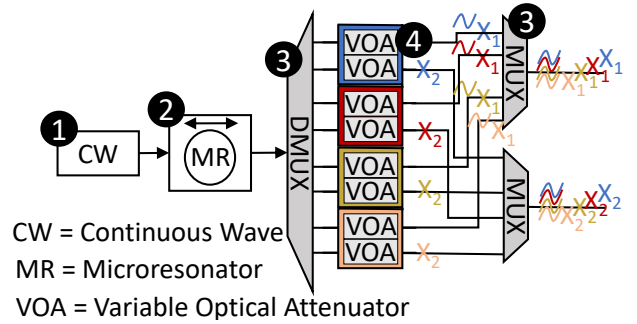 1
CW
2
MR
3
DMUX
VOA
VOA
4
VOA
VOA
VOA
VOA
VOA
VOA
X1
X2
X1
X2
X1
X2
X1
X2
3
MUX
X1 X1 X1 X1
MUX
X2 X2 X2 X2
CW = Continuous Wave
MR = Microresonator
VOA = Variable Optical Attenuator